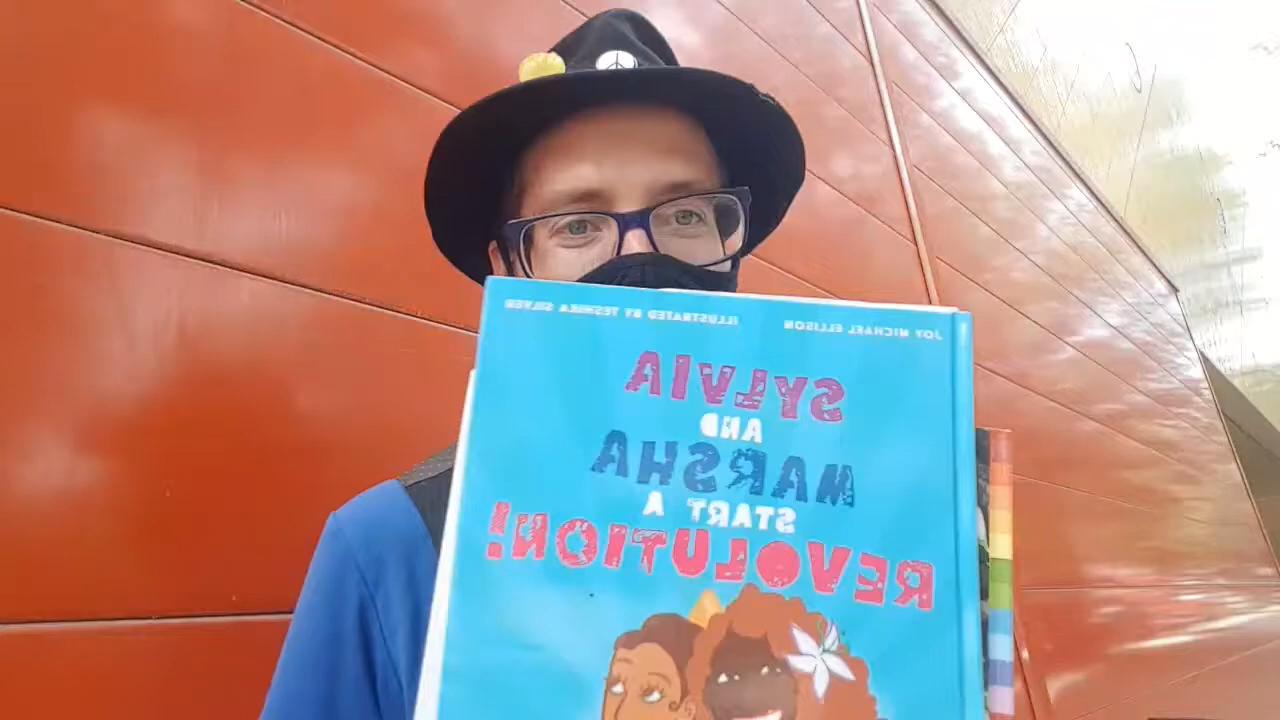 JOY MICHAEL ELLISON ILLUSTRATED BY TESHIKA SILVER
SYLVIA
AND
MARSHA
START A
REVOLUTION!